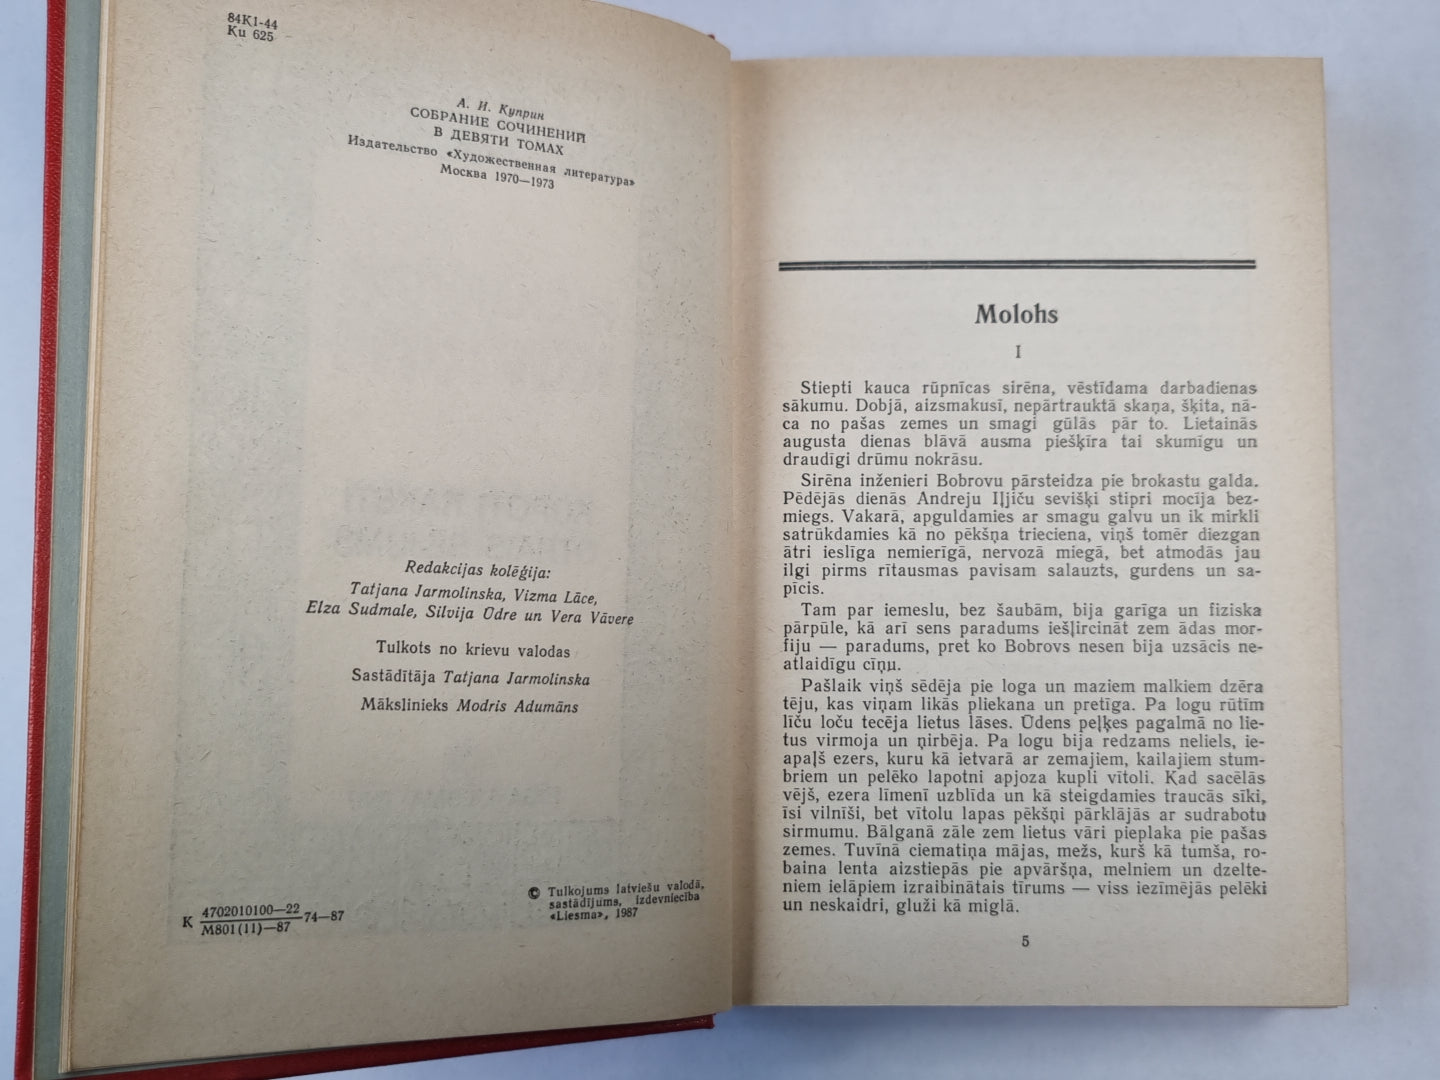 84K1-44
Ku 625
А. И. Куприн
СОБРАНИЕ СОЧИНЕНИЙ
В ДЕВЯТИ ТОМАХ
Издательство «Художественная литература»
Москва 1970—1973
Redakcijas kolēģija:
Tatjana Jarmolinska, Vizma Lāce,
Elza Sudmale, Silvija Ūdre un Vera Vāvere
Tulkots no krievu valodas
Sastādītāja Tatjana Jarmolinska
Mākslinieks Modris Adumāns
K 4702010100—22
M801(11)—87 74—87
© Tulkojums latviešu valodā,
sastādījums, izdevniecība
«Liesma», 1987
Molohs
I
Stiepti kauca rūpnīcas sirēna, vēstīdama darbadienas
sākumu. Dobjā, aizsmakusī, nepārtrauktā skaņa, šķita, nā-
ca no pašas zemes un smagi gūlās pār to. Lietainās
augusta dienas blāvā ausma piešķīra tai skumīgu un
draudīgi drūmu nokrāsu.
Sirēna inženieri Bobrovu pārsteidza pie brokastu galda.
Pēdējās dienās Andreju Iļjiču sevišķi stipri mocīja bez-
miegs. Vakarā, apguldamies ar smagu galvu un ik mirkli
satrūkdamies kā no pēkšņa trieciena, viņš tomēr diezgan
ātri ieslīga nemierīgā, nervozā miegā, bet atmodās jau
ilgi pirms rītausmas pavisam salauzts, gurdens un sa-
pīcis.
Tam par iemeslu, bez šaubām, bija garīga un fiziska
pārpūle, kā arī sens paradums iešļircināt zem ādas mor-
fiju — paradums, pret ko Bobrovs nesen bija uzsācis ne-
atlaidīgu cīņu.
Pašlaik viņš sēdēja pie loga un maziem malkiem dzēra
tēju, kas viņam likās pliekana un pretīga. Pa logu rūtīm
līču loču tecēja lietus lāses. Ūdens peļķes pagalmā no lie-
tus virmoja un ņirbēja. Pa logu bija redzams neliels, ie-
apaļš ezers, kuru kā ietvarā ar zemajiem, kailajiem stum-
briem un pelēko lapotni apjoza kupli vītoli. Kad sacēlās
vējš, ezera līmenī uzblīda un kā steigdamies traucās sīki,
īsi vilnīši, bet vītolu lapas pēkšņi pārklājās ar sudrabotu
sirmumu. Bālganā zāle zem lietus vāri pieplaka pie pašas
zemes. Tuvīnā ciematiņa mājas, mežs, kurš kā tumša, ro-
baina lenta aizstiepās pie apvāršņa, melniem un dzelte-
niem ielāpiem izraibinātais tīrums — viss iezīmējās pelēki
un neskaidri, gluži kā miglā.
5